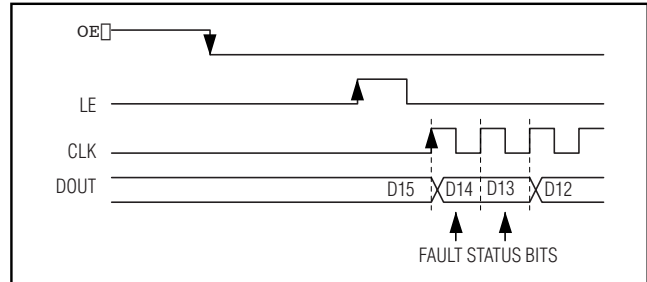 OE
LE
CLK
DOUT
D15 D14 D13 D12
FAULT STATUS BITS